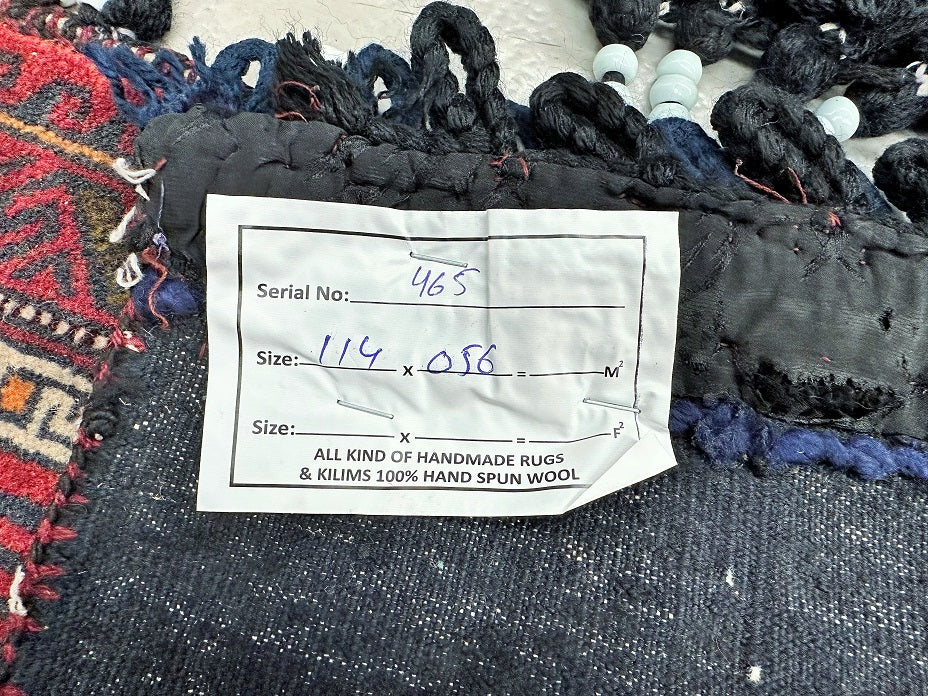 Serial No: 465
Size: 114 x 056 = M²
Size: x = F²
ALL KIND OF HANDMADE RUGS
& KILIMS 100% HAND SPUN WOOL